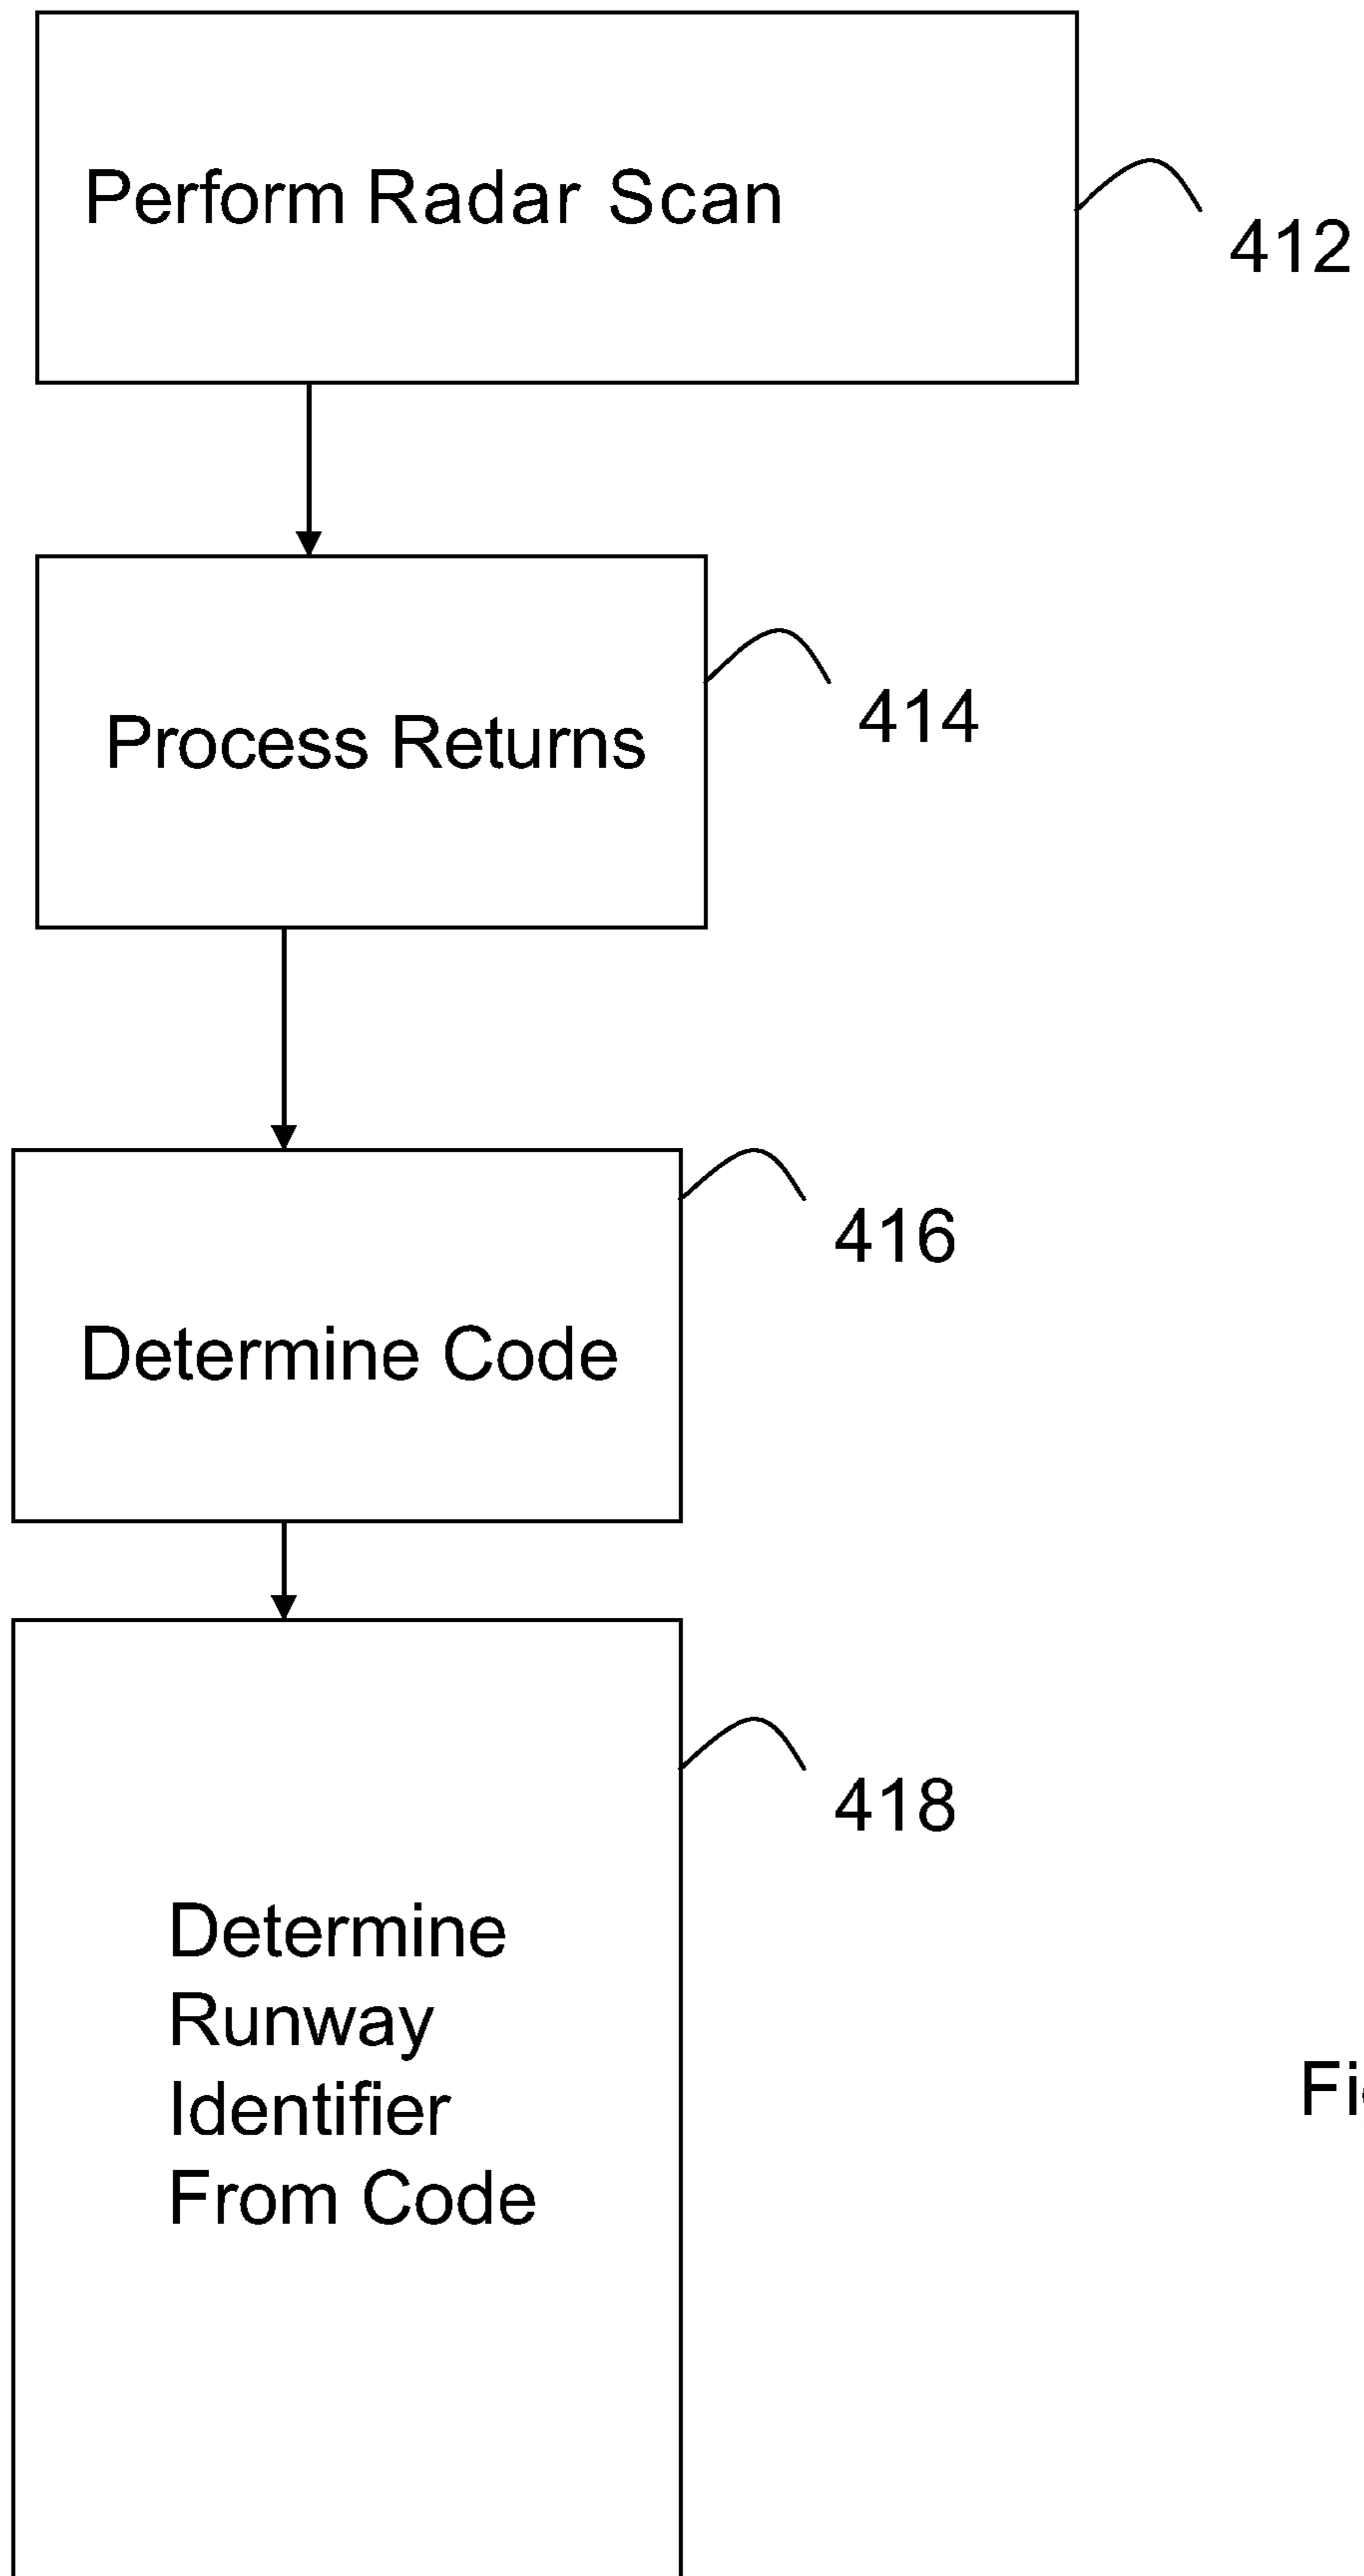 Perform Radar Scan
412
Process Returns
414
416
Determine Code
418
Determine
Runway
Identifier
From Code